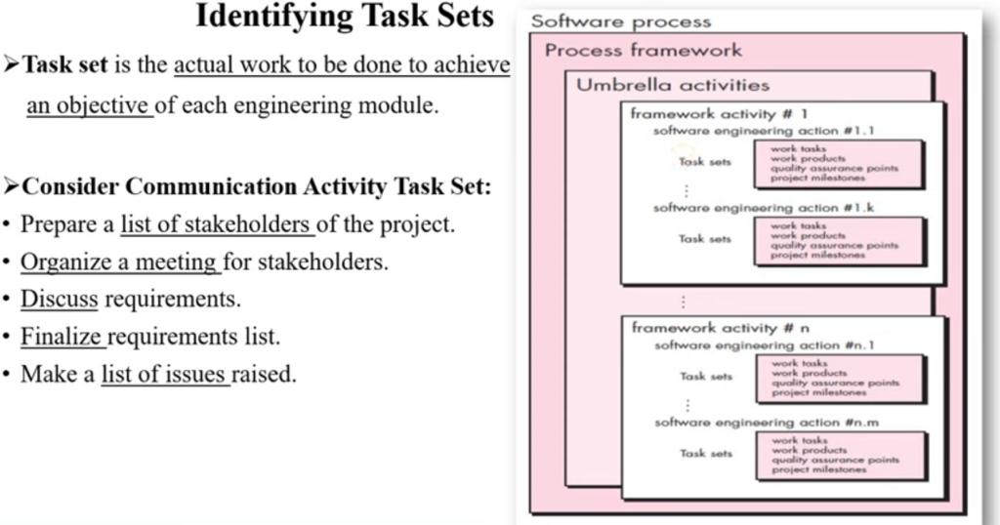 Identifying Task Sets
➢Task set is the actual work to be done to achieve
an objective of each engineering module.
➢Consider Communication Activity Task Set:
• Prepare a list of stakeholders of the project.
• Organize a meeting for stakeholders.
• Discuss requirements.
• Finalize requirements list.
• Make a list of issues raised.
Software process
Process framework
Umbrella activities
framework activity # 1
software engineering action #1.1
Task sets
work tasks
work products
quality assurance points
project milestones
software engineering action #1.k
Task sets
work tasks
work products
quality assurance points
project milestones
framework activity # n
software engineering action #n.1
Task sets
work tasks
work products
quality assurance points
project milestones
software engineering action #n.m
Task sets
work tasks
work products
quality assurance points
project milestones